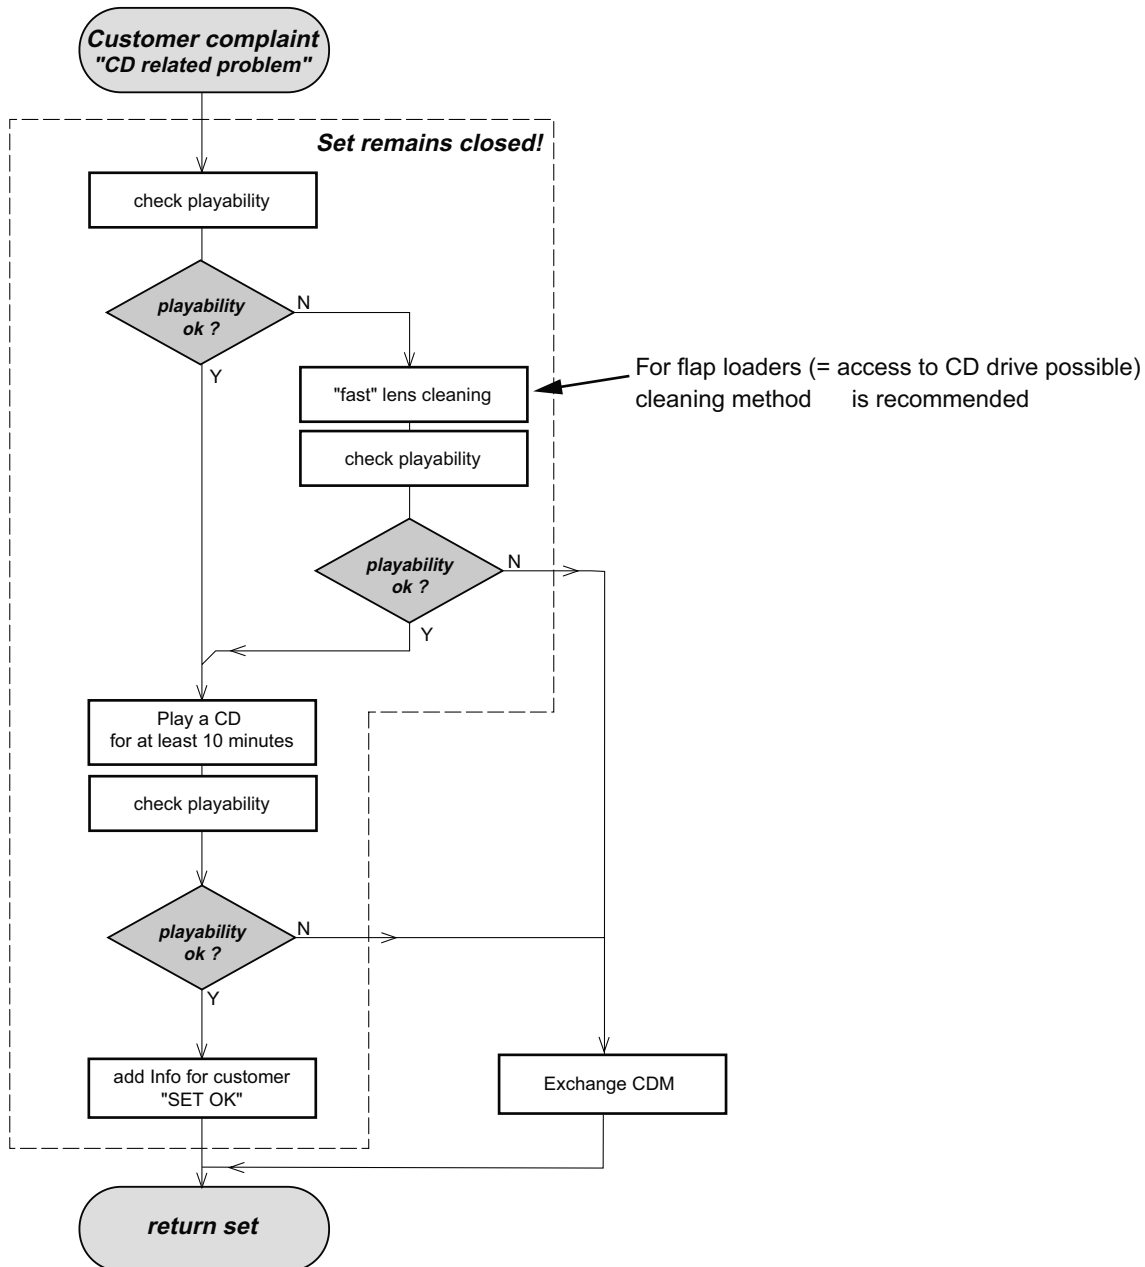 Customer complaint
"CD related problem"
Set remains closed!
check playability
playability
ok ?
N
Y
"fast" lens cleaning
For flap loaders (= access to CD drive possible)
cleaning method is recommended
check playability
playability
ok ?
N
Y
Play a CD
for at least 10 minutes
check playability
playability
ok ?
N
Y
add Info for customer
"SET OK"
Exchange CDM
return set